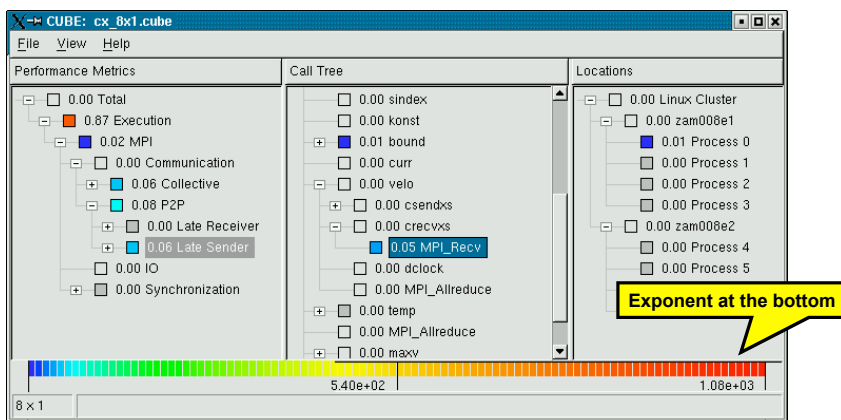 CUBE: cx_8x1.cube
File View Help
Performance Metrics
Call Tree
Locations
0.00 Total
0.87 Execution
0.02 MPI
0.00 Communication
0.06 Collective
0.08 P2P
0.00 Late Receiver
0.06 Late Sender
0.00 IO
0.00 Synchronization
0.00 sindex
0.00 konst
0.01 bound
0.00 curr
0.00 velo
0.00 csendxs
0.00 crecvxs
0.05 MPI_Recv
0.00 dclock
0.00 MPI_Allreduce
0.00 temp
0.00 MPI_Allreduce
0.00 maxv
0.00 Linux Cluster
0.00 zam008e1
0.01 Process 0
0.00 Process 1
0.00 Process 2
0.00 Process 3
0.00 zam008e2
0.00 Process 4
0.00 Process 5
Exponent at the bottom
5.40e+02
1.08e+03
8 x 1